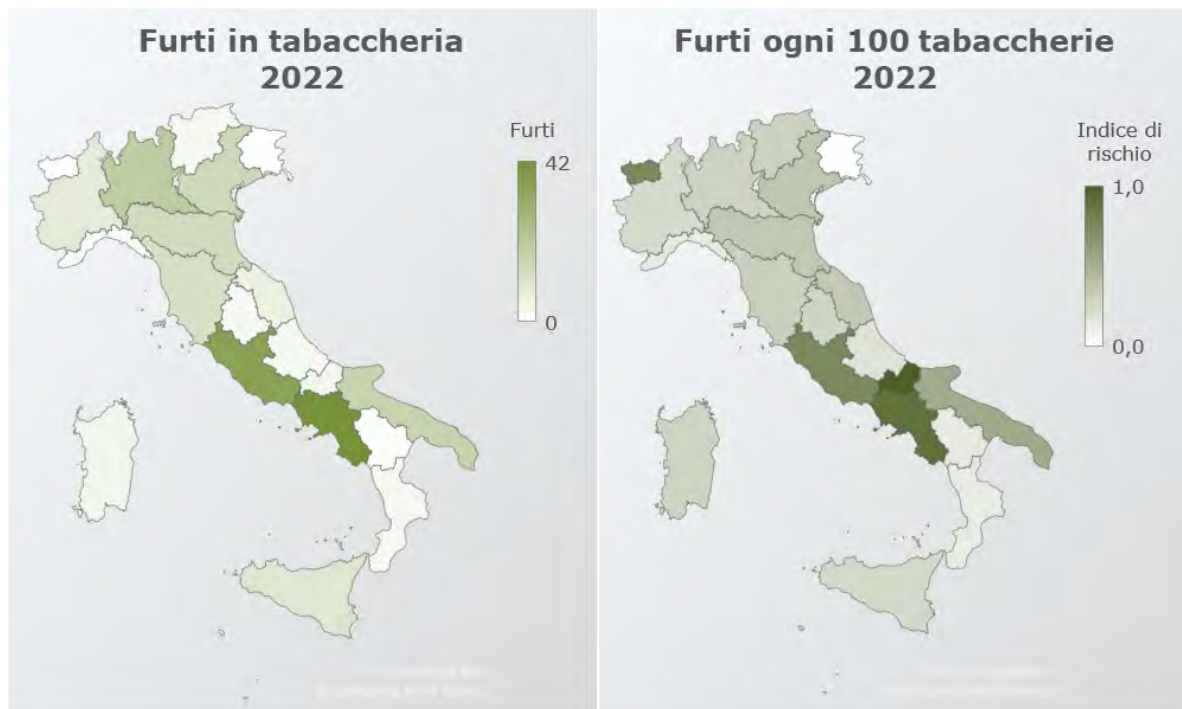 Furti in tabaccheria
2022
Furti
42
0
Furti ogni 100 tabaccherie
2022
Indice di
rischio
1,0
0,0